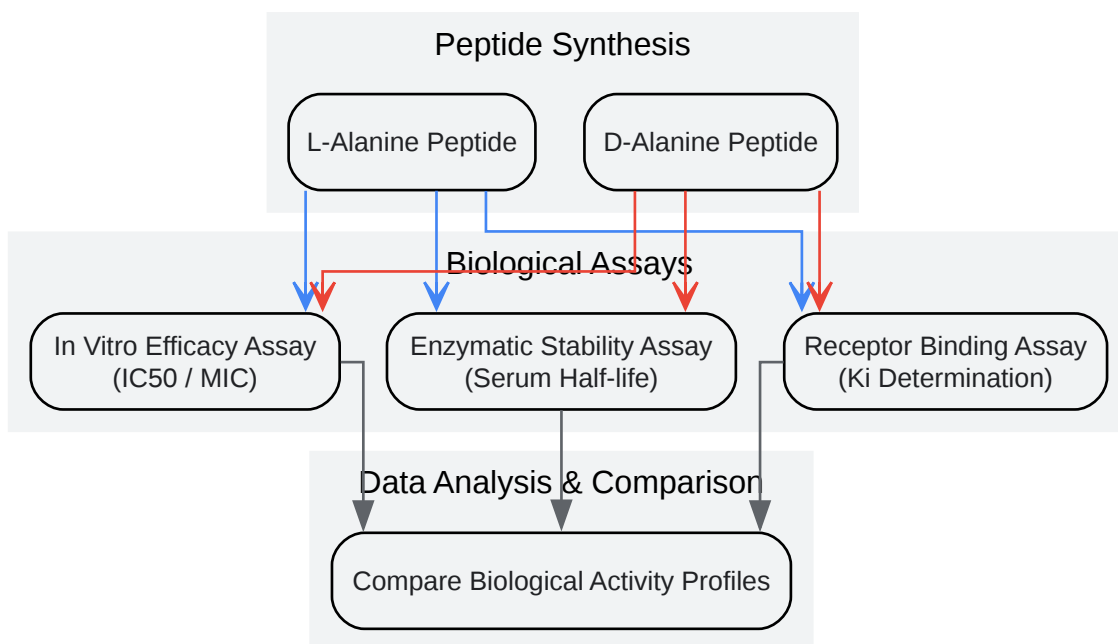 Peptide Synthesis
L-Alanine Peptide
D-Alanine Peptide
Biological Assays
In Vitro Efficacy Assay
(IC50 / MIC)
Enzymatic Stability Assay
(Serum Half-life)
Receptor Binding Assay
(Ki Determination)
Data Analysis & Comparison
Compare Biological Activity Profiles